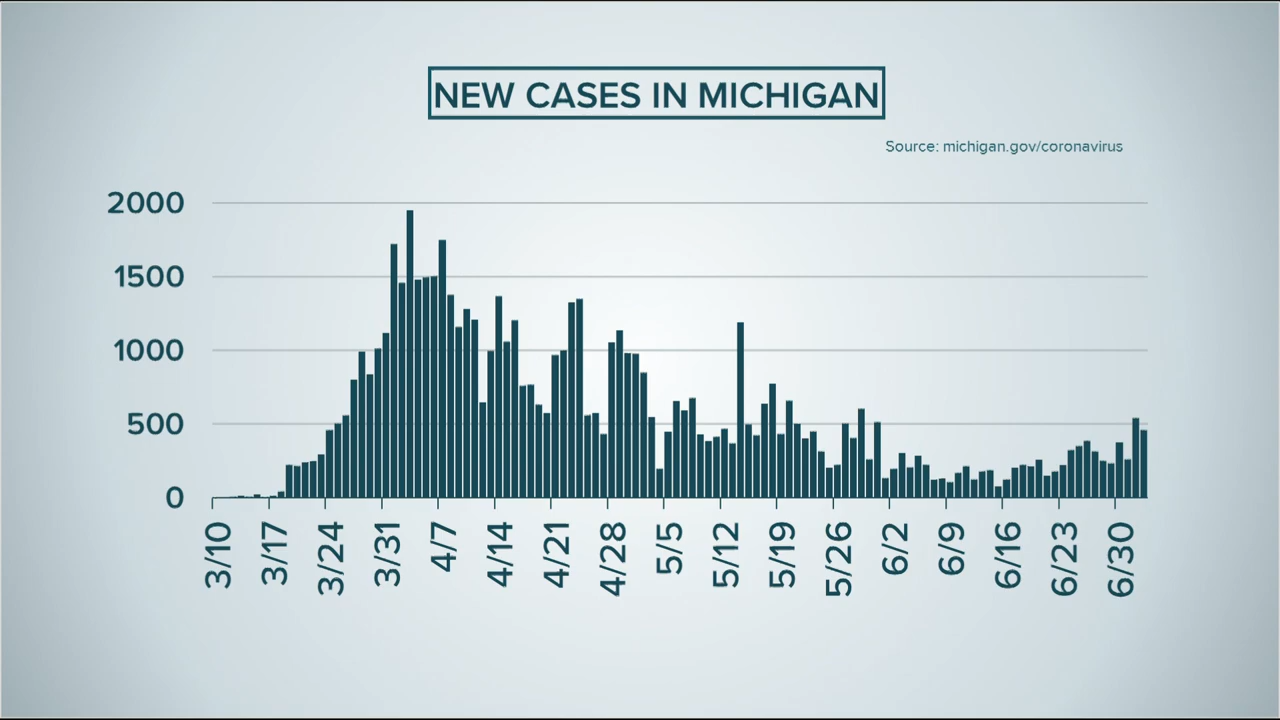 NEW CASES IN MICHIGAN
Source: michigan.gov/coronavirus
2000
1500
1000
500
0
3/10 3/17 3/24 3/31 4/7 4/14 4/21 4/28 5/5 5/12 5/19 5/26 6/2 6/9 6/16 6/23 6/30